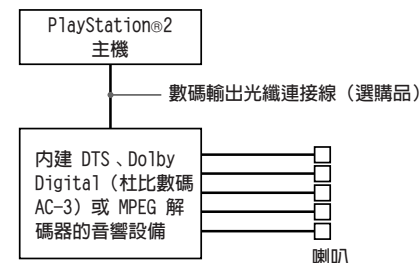 PlayStation®2
主機
數碼輸出光纖連接線（選購品）
內建 DTS、Dolby
Digital（杜比數碼
AC-3）或 MPEG 解
碼器的音響設備
喇叭